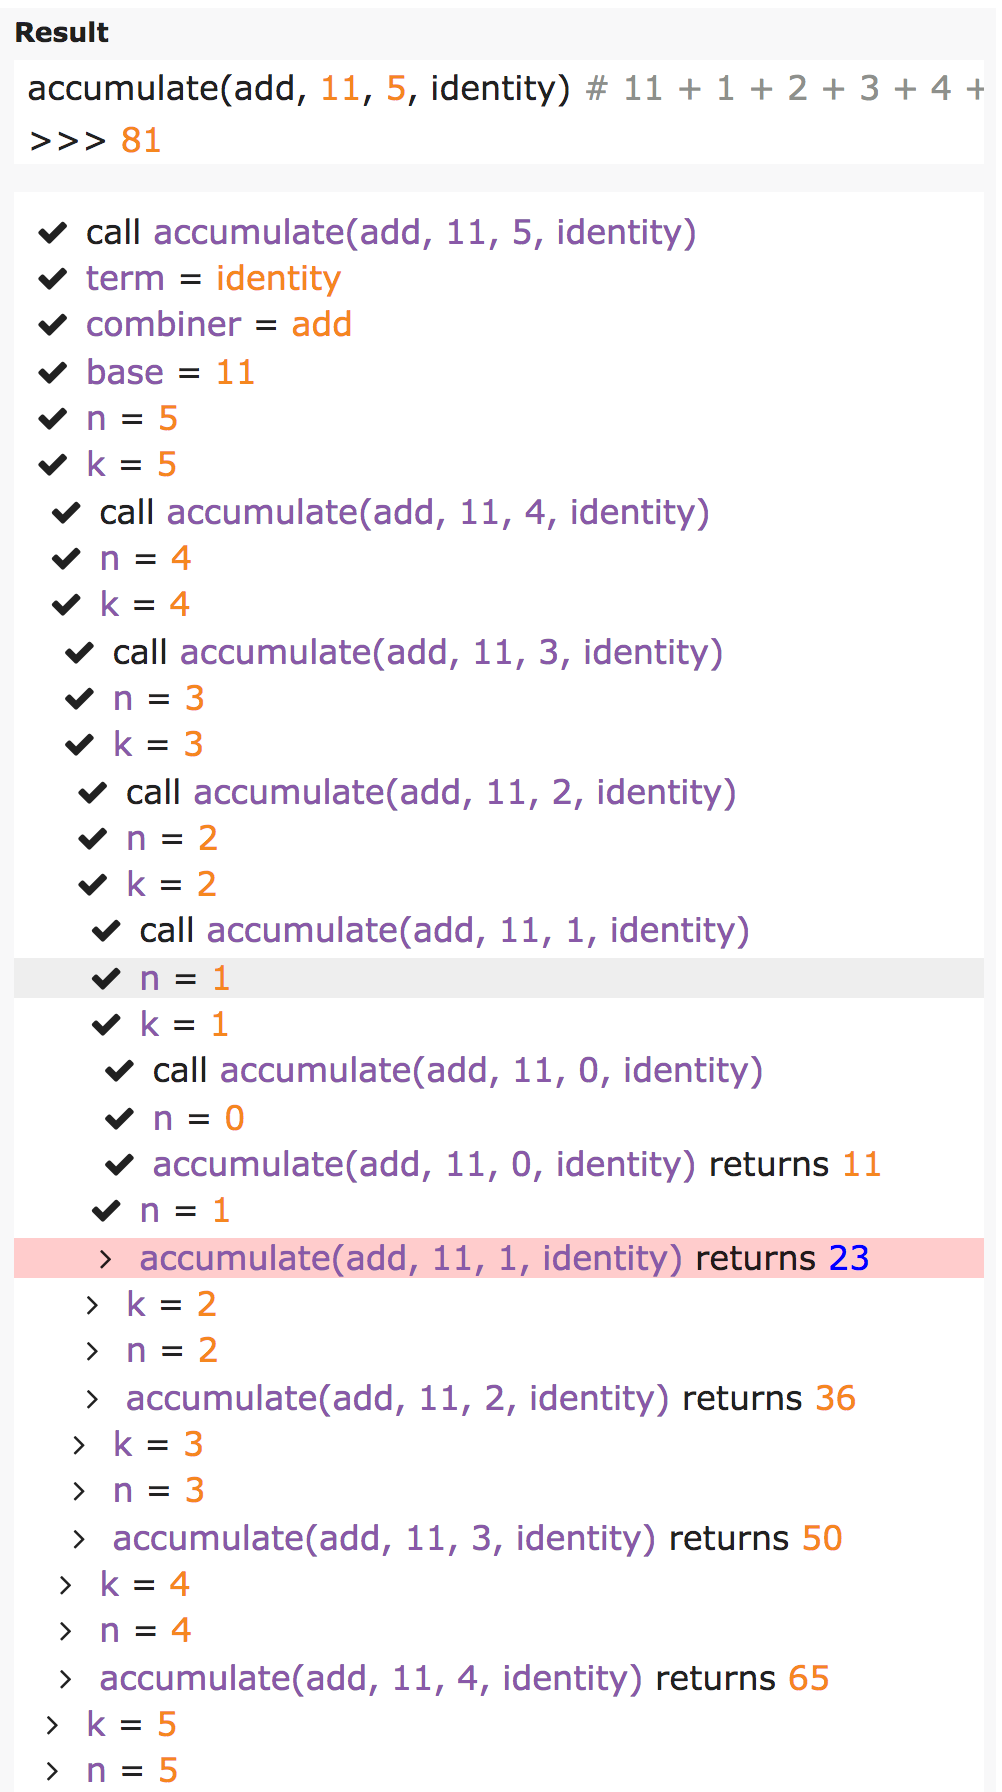 Result
accumulate(add, 11, 5, identity) # 11 + 1 + 2 + 3 + 4 +
>>> 81
call accumulate(add, 11, 5, identity)
term = identity
combiner = add
base = 11
n = 5
k = 5
call accumulate(add, 11, 4, identity)
n = 4
k = 4
call accumulate(add, 11, 3, identity)
n = 3
k = 3
call accumulate(add, 11, 2, identity)
n = 2
k = 2
call accumulate(add, 11, 1, identity)
n = 1
k = 1
call accumulate(add, 11, 0, identity)
n = 0
accumulate(add, 11, 0, identity) returns 11
n = 1
> accumulate(add, 11, 1, identity) returns 23
> k = 2
> n = 2
> accumulate(add, 11, 2, identity) returns 36
> k = 3
> n = 3
> accumulate(add, 11, 3, identity) returns 50
> k = 4
> n = 4
> accumulate(add, 11, 4, identity) returns 65
> k = 5
> n = 5